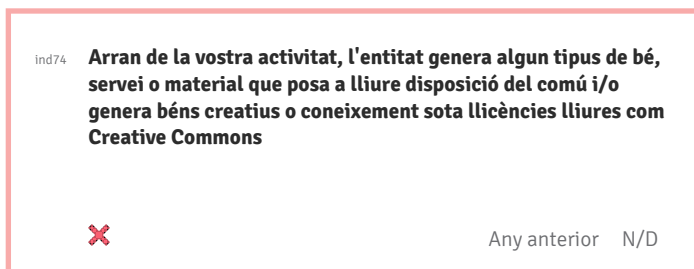 ind74 Arran de la vostra activitat, l'entitat genera algun tipus de bé,
servei o material que posa a lliure disposició del comú i/o
genera béns creatius o coneixement sota llicències lliures com
Creative Commons
Any anterior N/D